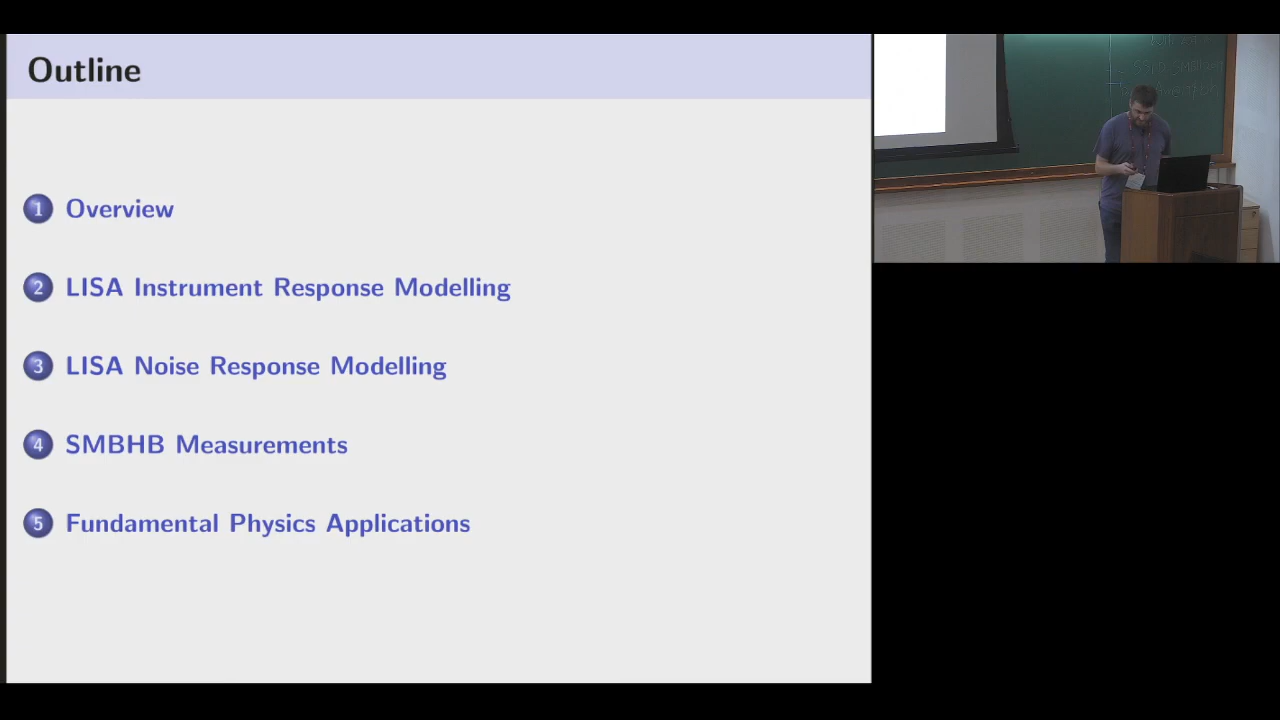 Outline
1 Overview
2 LISA Instrument Response Modelling
3 LISA Noise Response Modelling
4 SMBHB Measurements
5 Fundamental Physics Applications